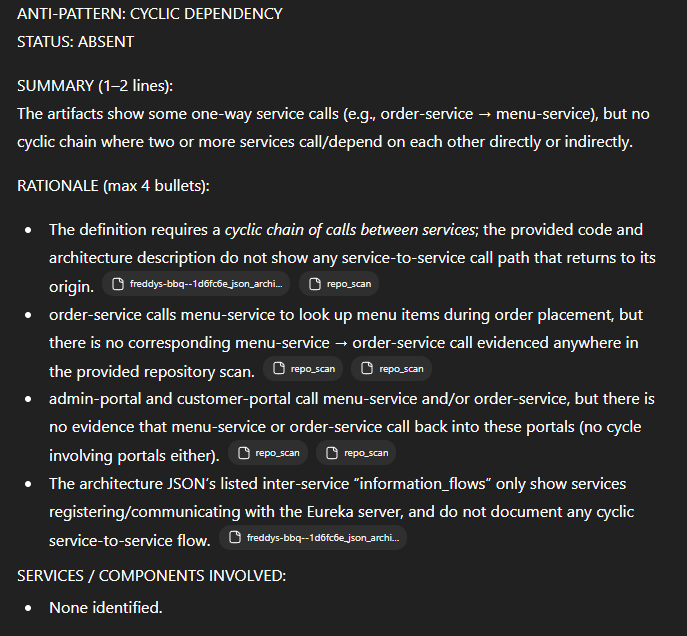 ANTI-PATTERN: CYCLIC DEPENDENCY
STATUS: ABSENT
SUMMARY (1–2 lines):
The artifacts show some one-way service calls (e.g., order-service → menu-service), but no
cyclic chain where two or more services call/depend on each other directly or indirectly.
RATIONALE (max 4 bullets):
• The definition requires a cyclic chain of calls between services; the provided code and
architecture description do not show any service-to-service call path that returns to its
origin. freddys-bbq--1d6fc6e_json_archi... repo_scan
• order-service calls menu-service to look up menu items during order placement, but
there is no corresponding menu-service → order-service call evidenced anywhere in
the provided repository scan. repo_scan repo_scan
• admin-portal and customer-portal call menu-service and/or order-service, but there is
no evidence that menu-service or order-service call back into these portals (no cycle
involving portals either). repo_scan repo_scan
• The architecture JSON's listed inter-service "information_flows" only show services
registering/communicating with the Eureka server, and do not document any cyclic
service-to-service flow. freddys-bbq--1d6fc6e_json_archi...
SERVICES / COMPONENTS INVOLVED:
• None identified.